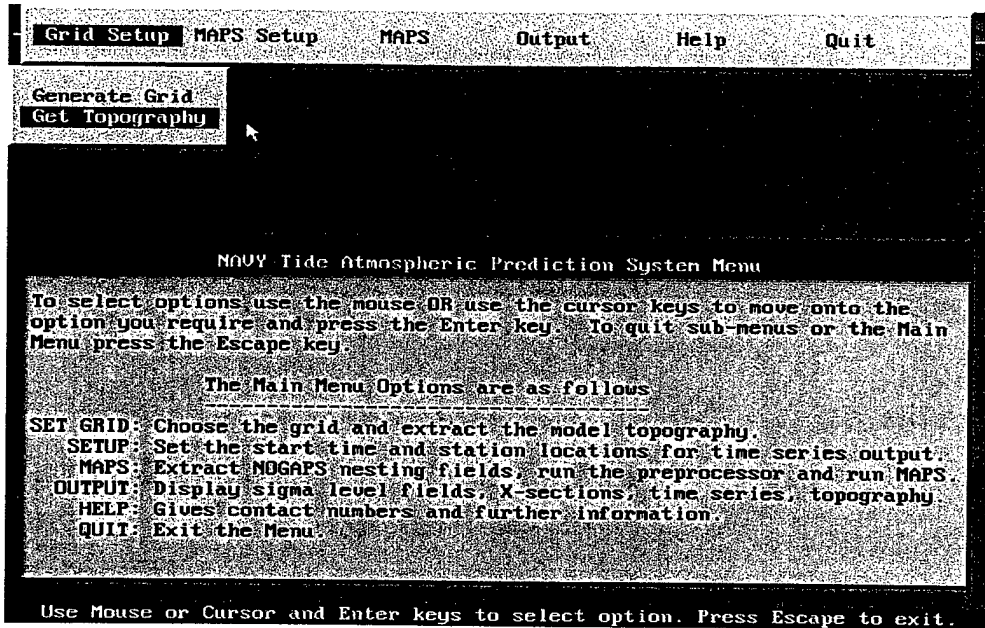 Grid Setup MAPS Setup MAPS Output Help Quit
Generate Grid
Get Topography
NAVY Tide Atmospheric Prediction System Menu
To select options use the mouse OR use the cursor keys to move onto the
option you require and press the Enter key. To quit sub-menus or the Main
Menu press the Escape key.
The Main Menu Options are as follows
SET GRID: Choose the grid and extract the model topography.
SETUP: Set the start time and station locations for time series output.
MAPS: Extract NOGAPS nesting fields, run the preprocessor and run MAPS.
OUTPUT: Display sigma level fields, X-sections, time series, topography
HELP: Gives contact numbers and further information.
QUIT: Exit the Menu.
Use Mouse or Cursor and Enter keys to select option. Press Escape to exit.